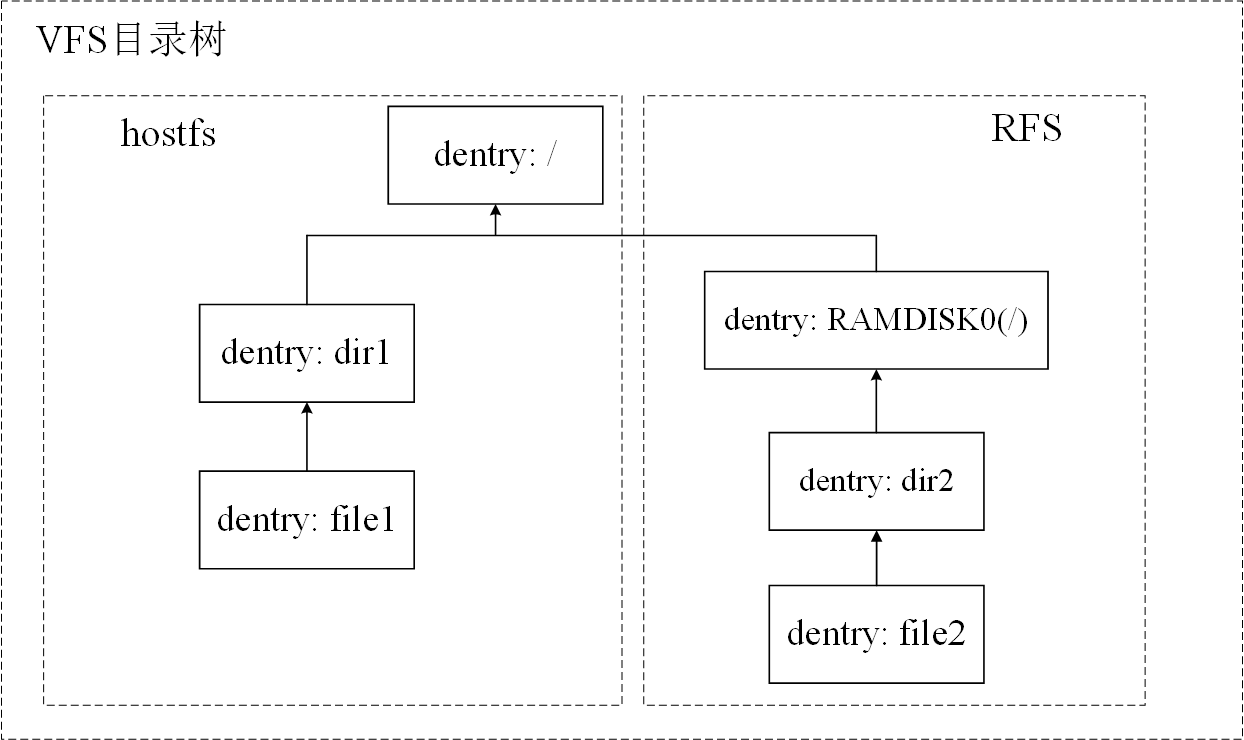 VFS目录树
hostfs
RFS
dentry: /
dentry: RAMDISK0(/)
dentry: dir1
dentry: dir2
dentry: file1
dentry: file2